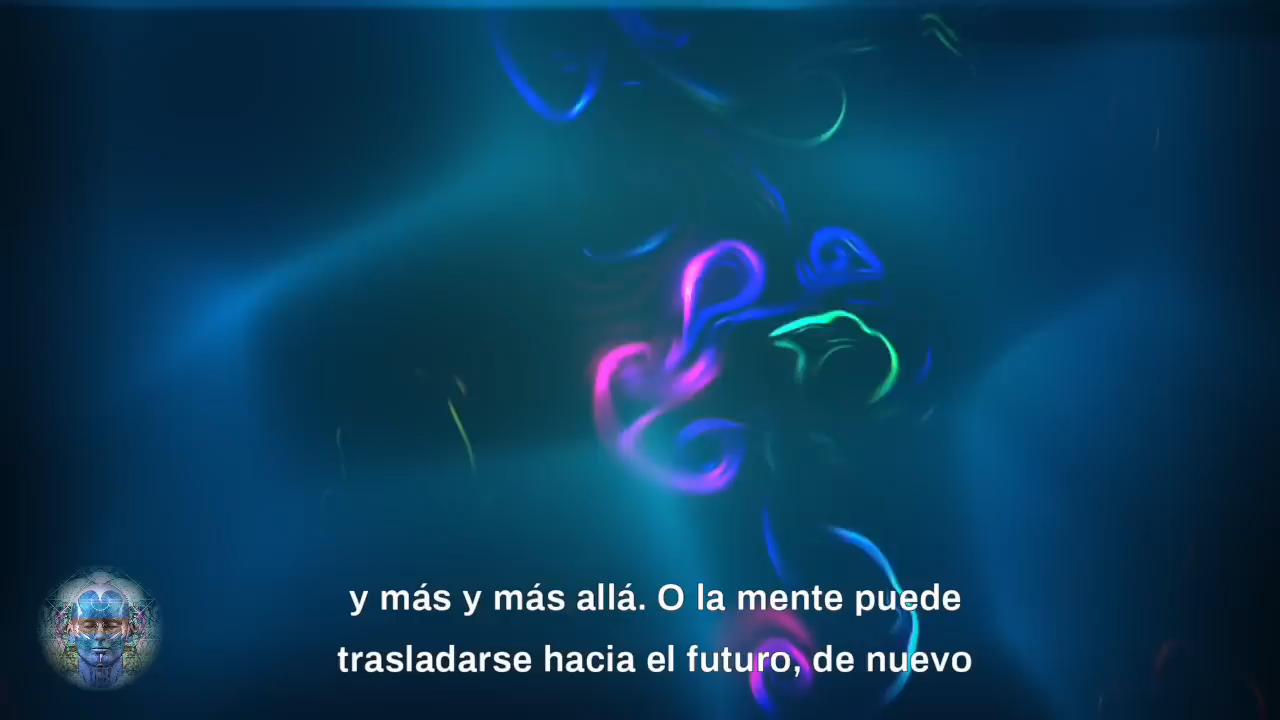 y más y más allá. O la mente puede
trasladarse hacia el futuro, de nuevo